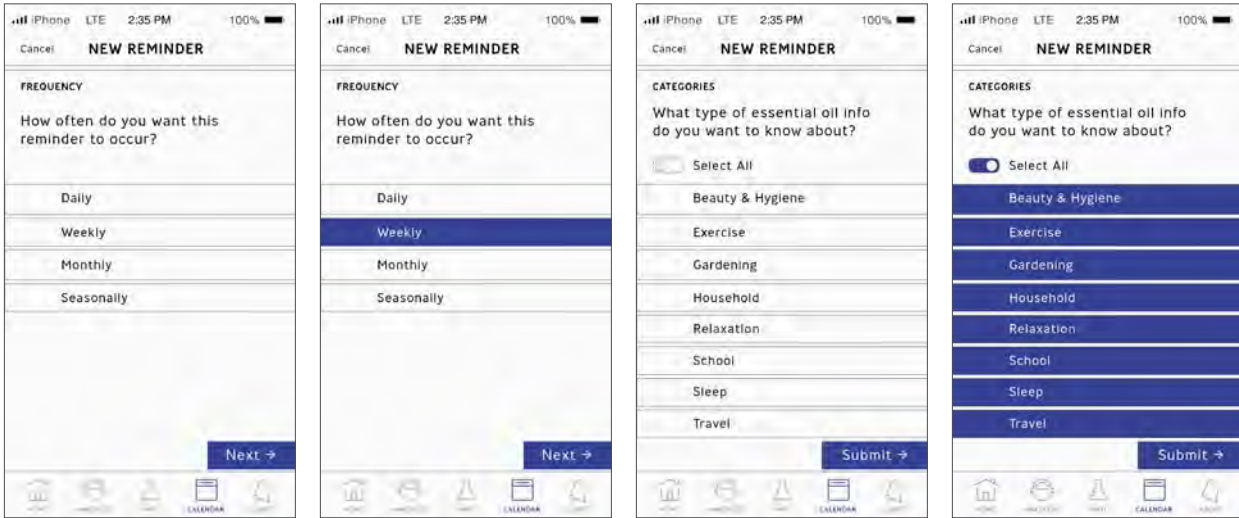 iPhone LTE 2:35 PM 100%
Cancel NEW REMINDER
FREQUENCY
How often do you want this
reminder to occur?
Daily
Weekly
Monthly
Seasonally
Next →
CALENDAR
iPhone LTE 2:35 PM 100%
Cancel NEW REMINDER
FREQUENCY
How often do you want this
reminder to occur?
Daily
Weekly
Monthly
Seasonally
Next →
CALENDAR
iPhone LTE 2:35 PM 100%
Cancel NEW REMINDER
CATEGORIES
What type of essential oil info
do you want to know about?
Select All
Beauty & Hygiene
Exercise
Gardening
Household
Relaxation
School
Sleep
Travel
Submit →
CALENDAR
iPhone LTE 2:35 PM 100%
Cancel NEW REMINDER
CATEGORIES
What type of essential oil info
do you want to know about?
Select All
Beauty & Hygiene
Exercise
Gardening
Household
Relaxation
School
Sleep
Travel
Submit →
CALENDAR